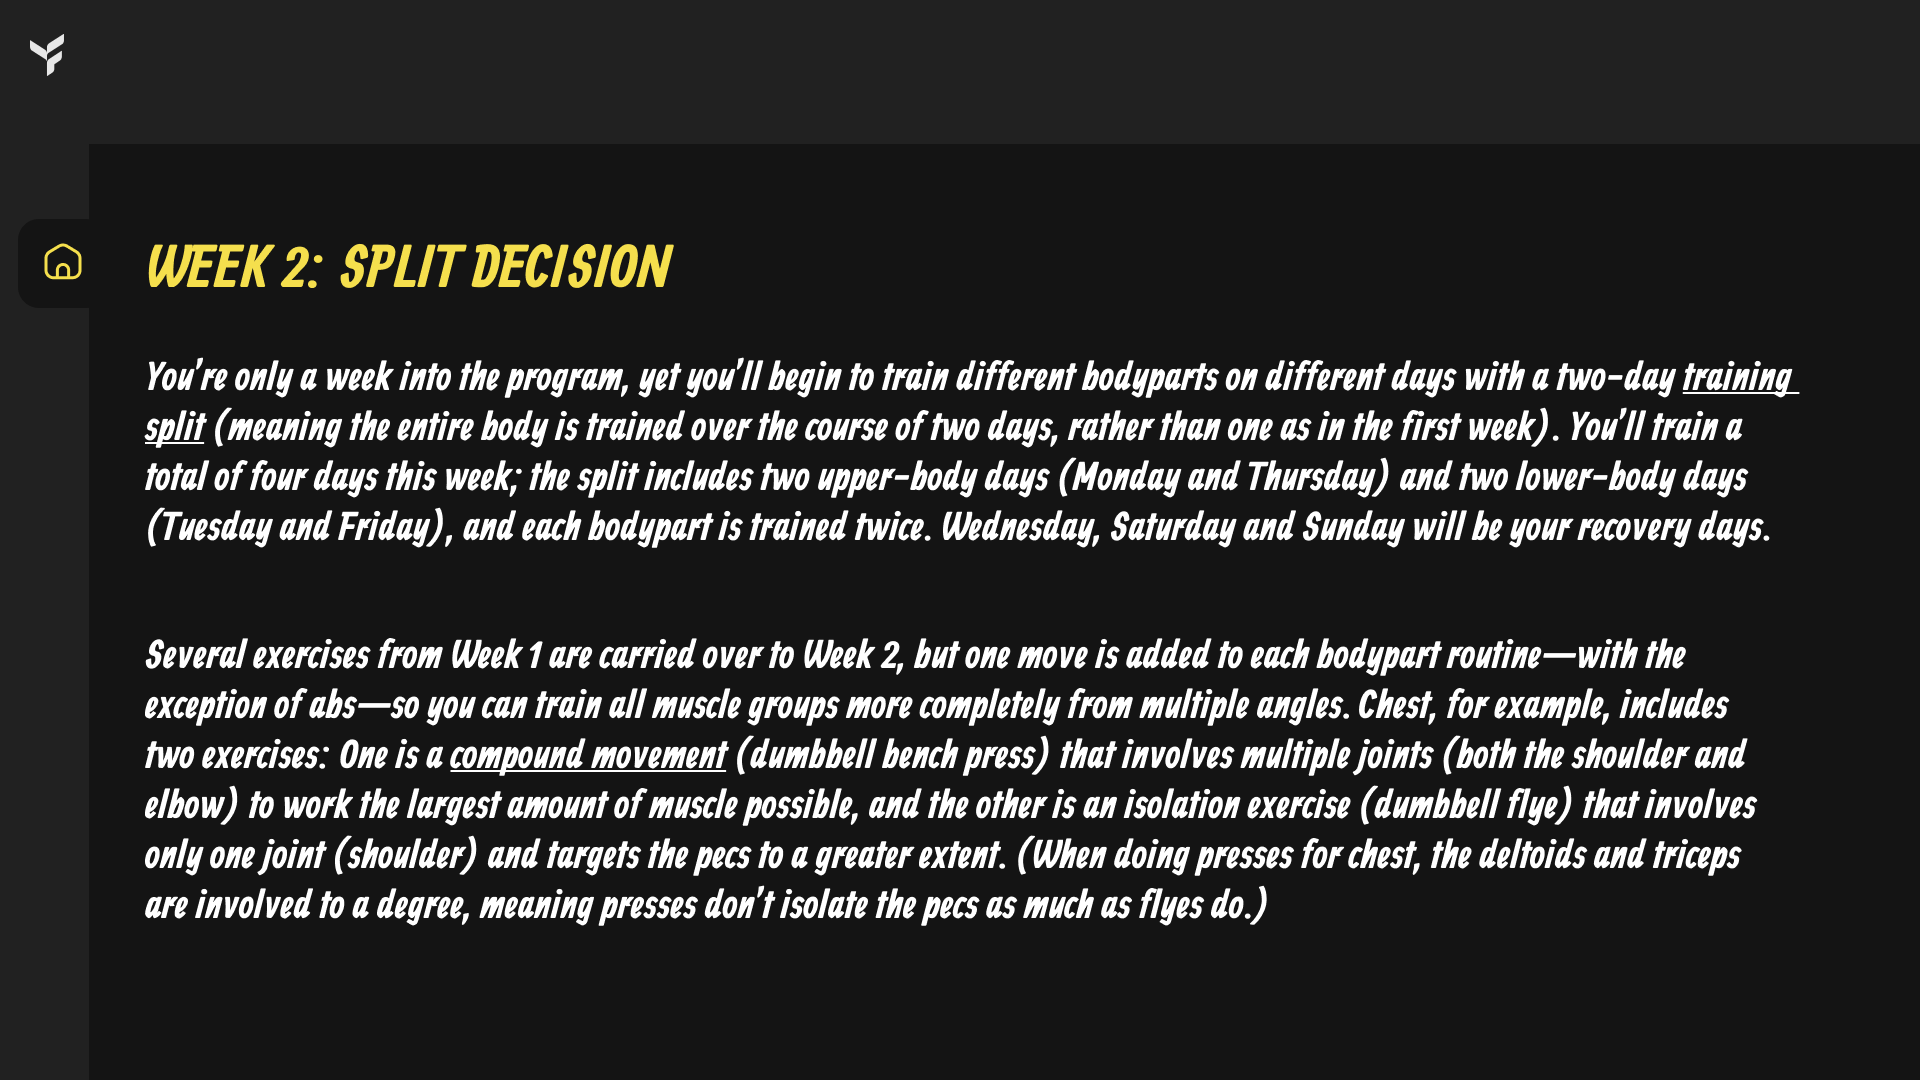 WEEK 2: SPLIT DECISION
You’re only a week into the program, yet you’ll begin to train different bodyparts on different days with a two-day training
split (meaning the entire body is trained over the course of two days, rather than one as in the first week). You’ll train a
total of four days this week; the split includes two upper-body days (Monday and Thursday) and two lower-body days
(Tuesday and Friday), and each bodypart is trained twice. Wednesday, Saturday and Sunday will be your recovery days.
Several exercises from Week 1 are carried over to Week 2, but one move is added to each bodypart routine—with the
exception of abs—so you can train all muscle groups more completely from multiple angles. Chest, for example, includes
two exercises: One is a compound movement (dumbbell bench press) that involves multiple joints (both the shoulder and
elbow) to work the largest amount of muscle possible, and the other is an isolation exercise (dumbbell flye) that involves
only one joint (shoulder) and targets the pecs to a greater extent. (When doing presses for chest, the deltoids and triceps
are involved to a degree, meaning presses don’t isolate the pecs as much as flyes do.)